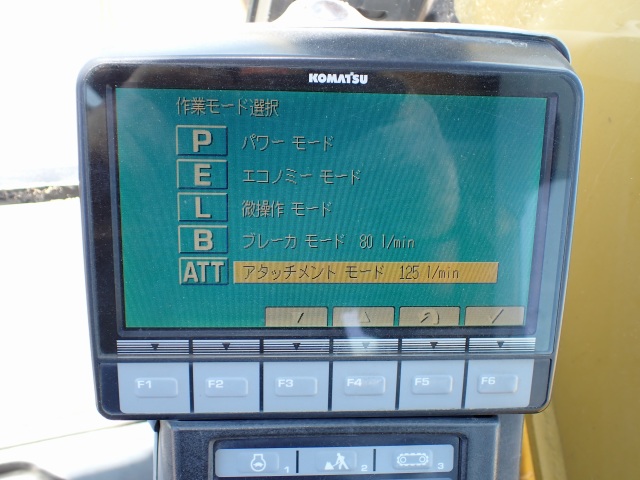 KOMATSU
作業モード選択
P パワー モード
E エコノミー モード
L 微操作 モード
B ブレーカ モード 80 l/min
ATT アタッチメント モード 125 l/min
F1 F2 F3 F4 F5 F6
1 2 3